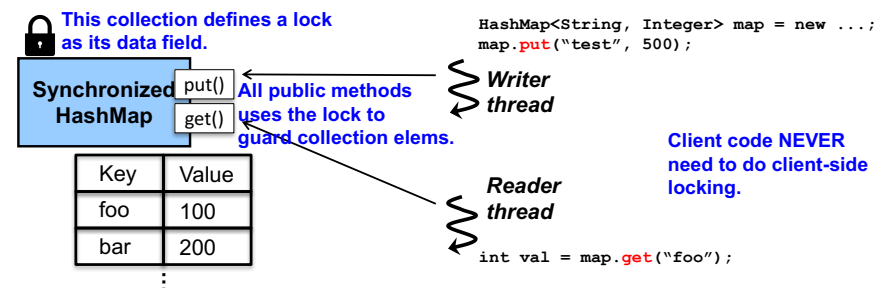 This collection defines a lock
as its data field.
HashMap<String, Integer> map = new ...;
map.put(“test”, 500);
Synchronized
HashMap
put()
get()
All public methods
uses the lock to
guard collection elems.
Writer
thread
Client code NEVER
need to do client-side
locking.
Key Value
foo 100
bar 200
Reader
thread
int val = map.get(“foo”);